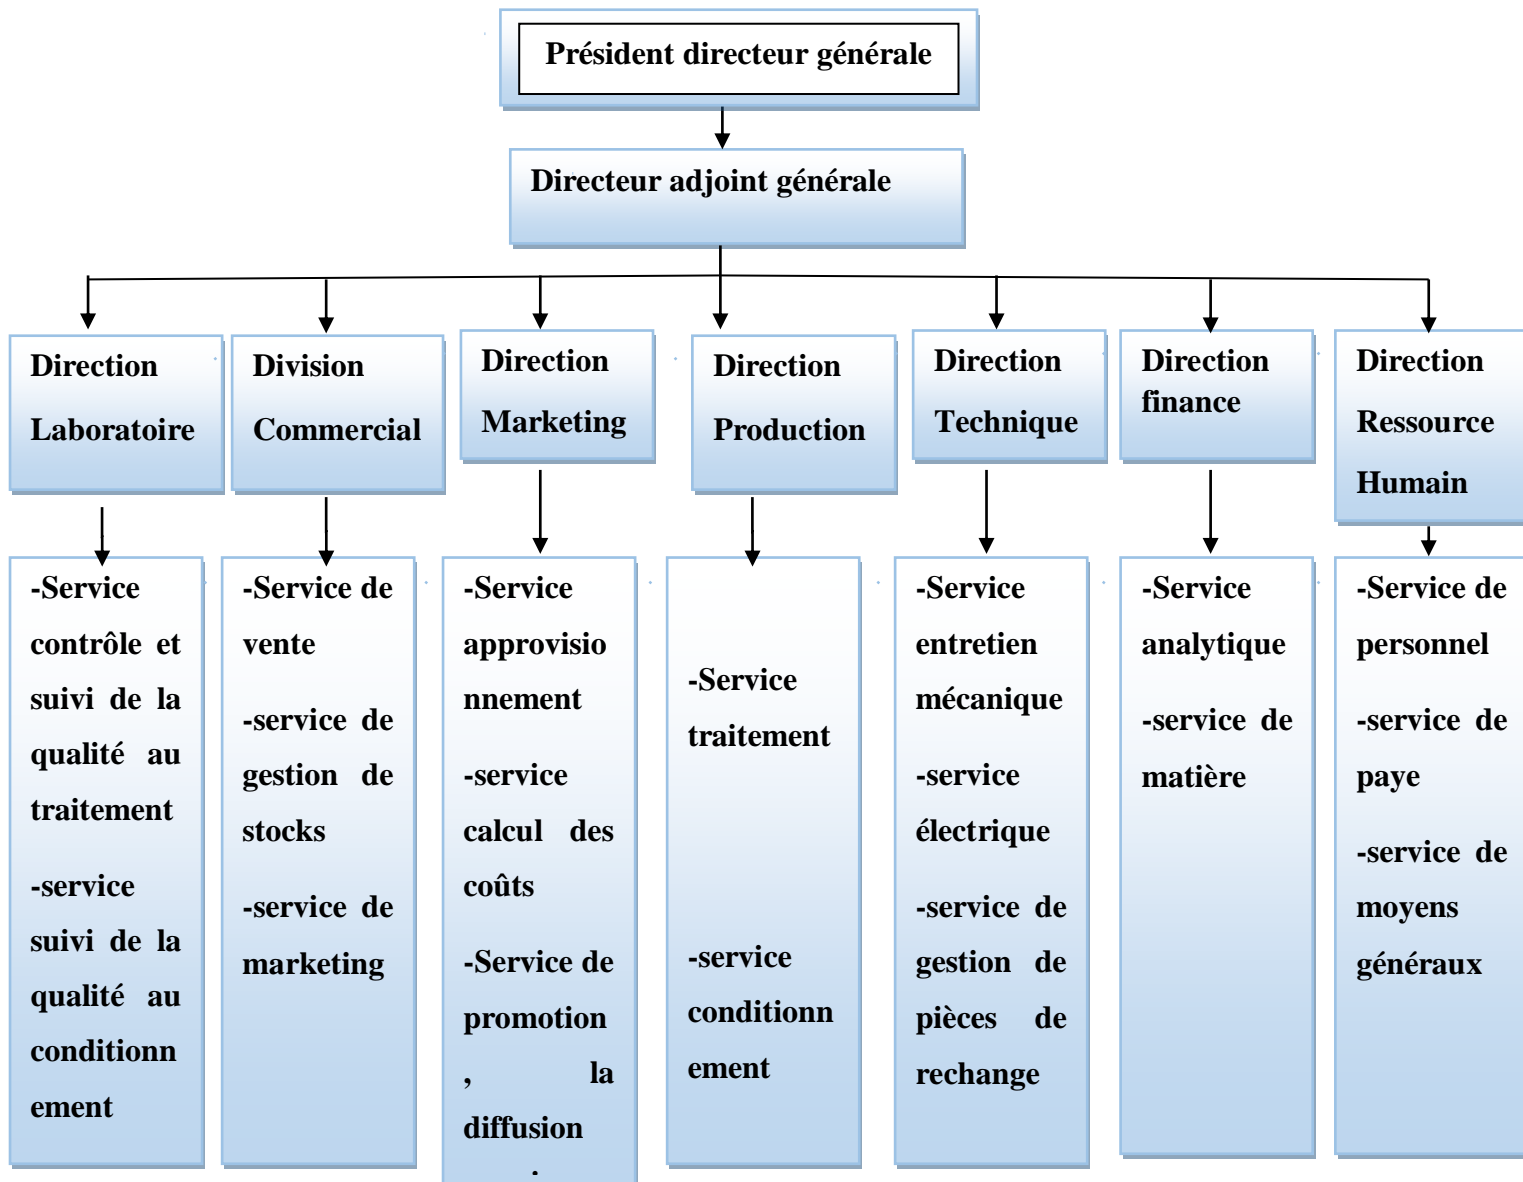 Président directeur générale
Directeur adjoint générale
Direction
Laboratoire
Division
Commercial
Direction
Marketing
Direction
Production
Direction
Technique
Direction
finance
Direction
Ressource
Humain
-Service
contrôle et
suivi de la
qualité au
traitement
-service
suivi de la
qualité au
conditionn
ement
-Service de
vente
-service de
gestion de
stocks
-service de
marketing
-Service
approvisio
nnement
-service
calcul des
coûts
-Service de
promotion
, la
diffusion
-Service
traitement
-service
conditionn
ement
-Service
entretien
mécanique
-service
électrique
-service de
gestion de
pièces de
rechange
-Service
analytique
-service de
matière
-Service de
personnel
-service de
paye
-service de
moyens
généraux